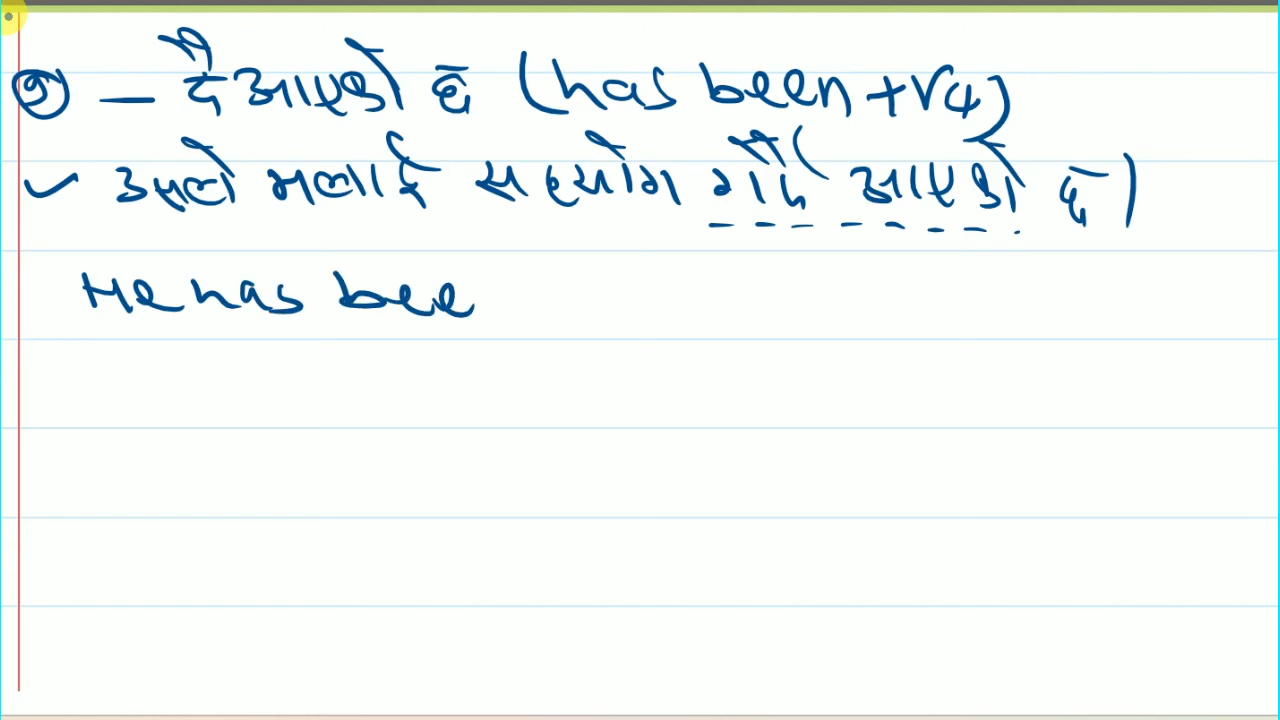 — दै आएको छ (has been + V4)
✓ उसले मलाई सहयोग गर्दै आएको छ।
He has bee